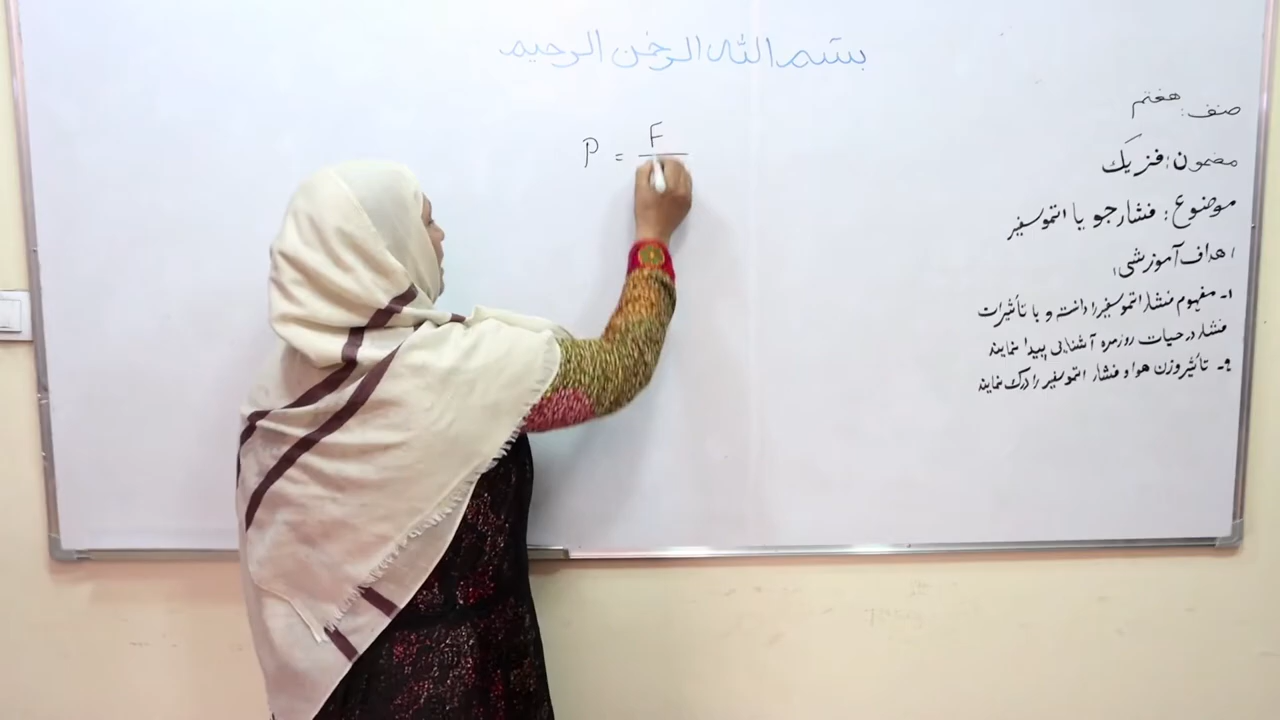 بسم الله الرحمن الرحیم
P = F
صنف: هفتم
مضمون: فزیک
موضوع: فشار جو یا اتموسفیر
اهداف آموزشی:
۱- مفهوم فشار اتموسفیر را دانسته و با تأثیرات
فشار در حیات روزمره آشنایی پیدا نمایند
۲- تأثیر وزن هوا و فشار اتموسفیر را درک نمایند